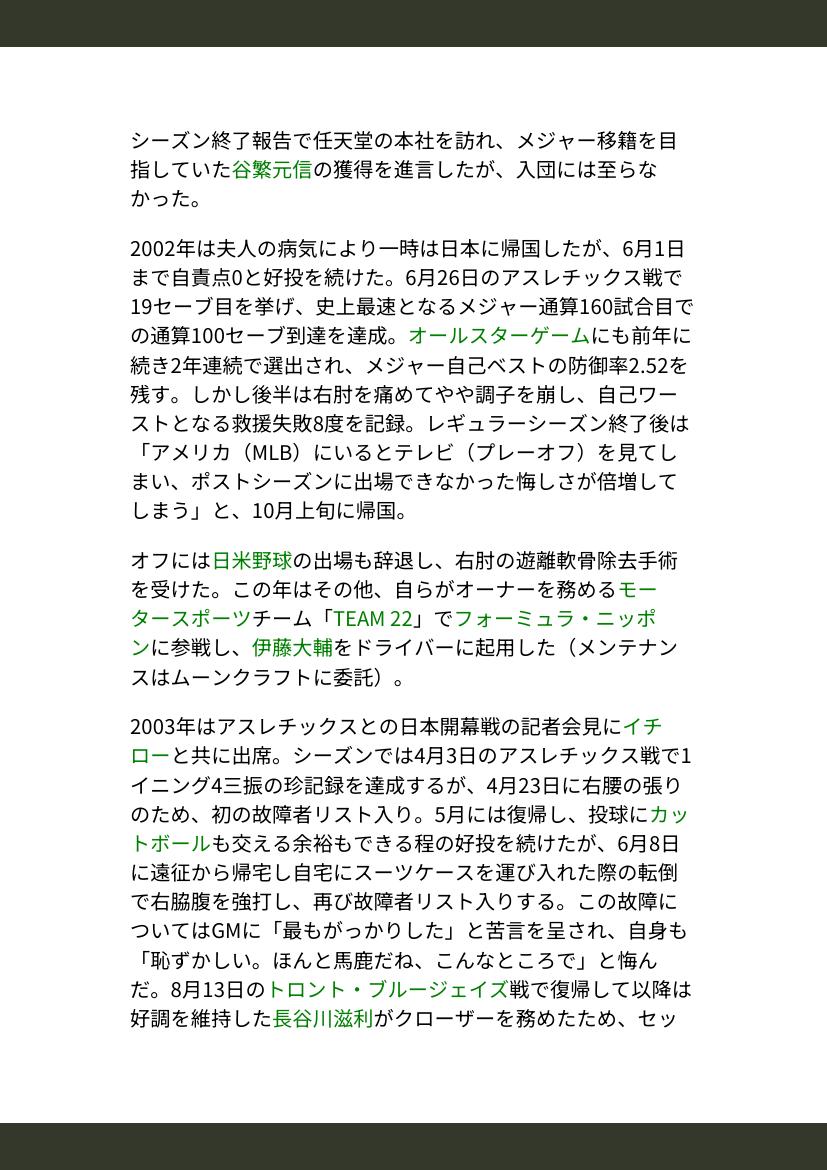 シーズン終了報告で任天堂の本社を訪れ、メジャー移籍を目
指していた谷繁元信の獲得を進言したが、入団には至らな
かった。
2002年は夫人の病気により一時は日本に帰国したが、6月1日
まで自責点0と好投を続けた。6月26日のアスレチックス戦で
19セーブ目を挙げ、史上最速となるメジャー通算160試合目で
の通算100セーブ到達を達成。オールスターゲームにも前年に
続き2年連続で選出され、メジャー自己ベストの防御率2.52を
残す。しかし後半は右肘を痛めてやや調子を崩し、自己ワー
ストとなる救援失敗8度を記録。レギュラーシーズン終了後は
「アメリカ（MLB）にいるとテレビ（プレーオフ）を見てし
まい、ポストシーズンに出場できなかった悔しさが倍増して
しまう」と、10月上旬に帰国。
オフには日米野球の出場も辞退し、右肘の遊離軟骨除去手術
を受けた。この年はその他、自らがオーナーを務めるモー
タースポーツチーム「TEAM 22」でフォーミュラ・ニッポ
ンに参戦し、伊藤大輔をドライバーに起用した（メンテナン
スはムーンクラフトに委託）。
2003年はアスレチックスとの日本開幕戦の記者会見にイチ
ローと共に出席。シーズンでは4月3日のアスレチックス戦で1
イニング4三振の珍記録を達成するが、4月23日に右腰の張り
のため、初の故障者リスト入り。5月には復帰し、投球にカッ
トボールも交える余裕もできる程の好投を続けたが、6月8日
に遠征から帰宅し自宅にスーツケースを運び入れた際の転倒
で右脇腹を強打し、再び故障者リスト入りする。この故障に
ついてはGMに「最もがっかりした」と苦言を呈され、自身も
「恥ずかしい。ほんと馬鹿だね、こんなところで」と悔ん
だ。8月13日のトロント・ブルージェイズ戦で復帰して以降は
好調を維持した長谷川滋利がクローザーを務めたため、セッ